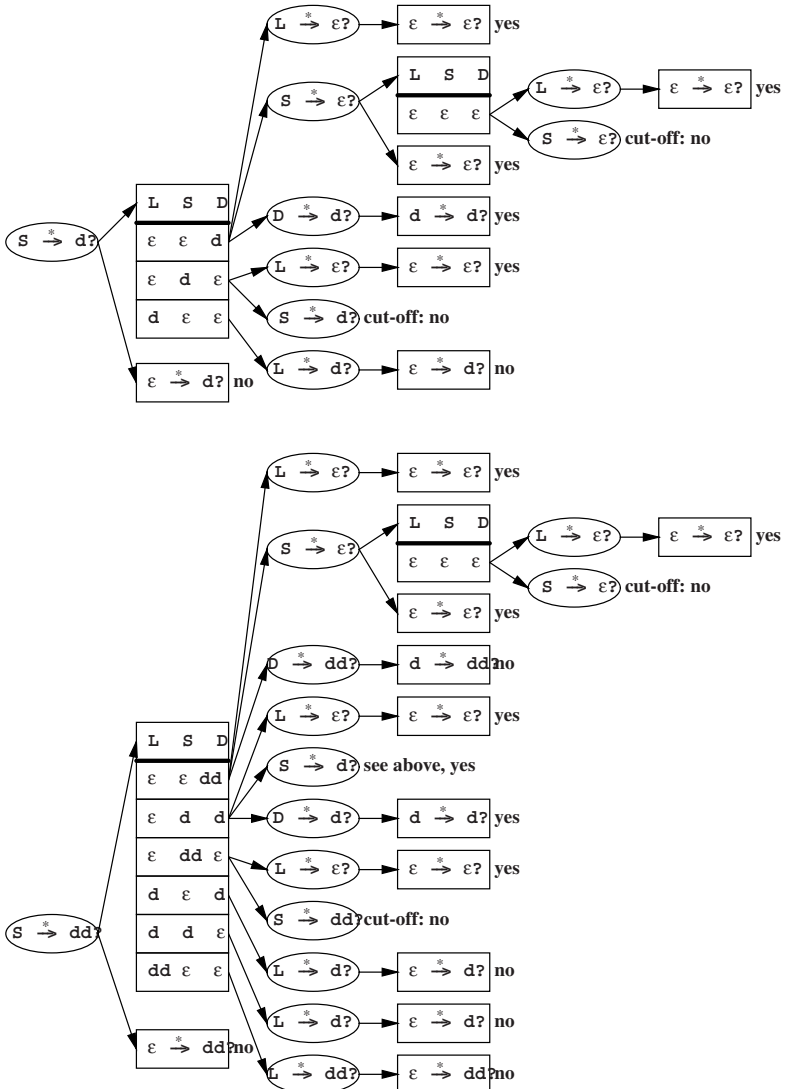 L *→ ε? ε *→ ε? yes
L S D
L *→ ε? ε *→ ε? yes
S *→ ε?
ε ε ε
S *→ ε? cut-off: no
ε *→ ε? yes
L S D
D *→ d? d *→ d? yes
S *→ d?
ε ε d
L *→ ε? ε *→ ε? yes
ε d ε
S *→ d? cut-off: no
d ε ε
L *→ d? ε *→ d? no
ε *→ d? no
L *→ ε? ε *→ ε? yes
L S D
L *→ ε? ε *→ ε? yes
S *→ ε?
ε ε ε
S *→ ε? cut-off: no
ε *→ ε? yes
D *→ dd? d *→ dd? no
L *→ ε? ε *→ ε? yes
L S D
S *→ d? see above, yes
ε ε dd
ε d d
D *→ d? d *→ d? yes
ε dd ε
L *→ ε? ε *→ ε? yes
d ε d
S *→ dd?
S *→ dd? cut-off: no
d d ε
dd ε ε
L *→ d? ε *→ d? no
L *→ d? ε *→ d? no
ε *→ dd? no
L *→ dd? ε *→ dd? no